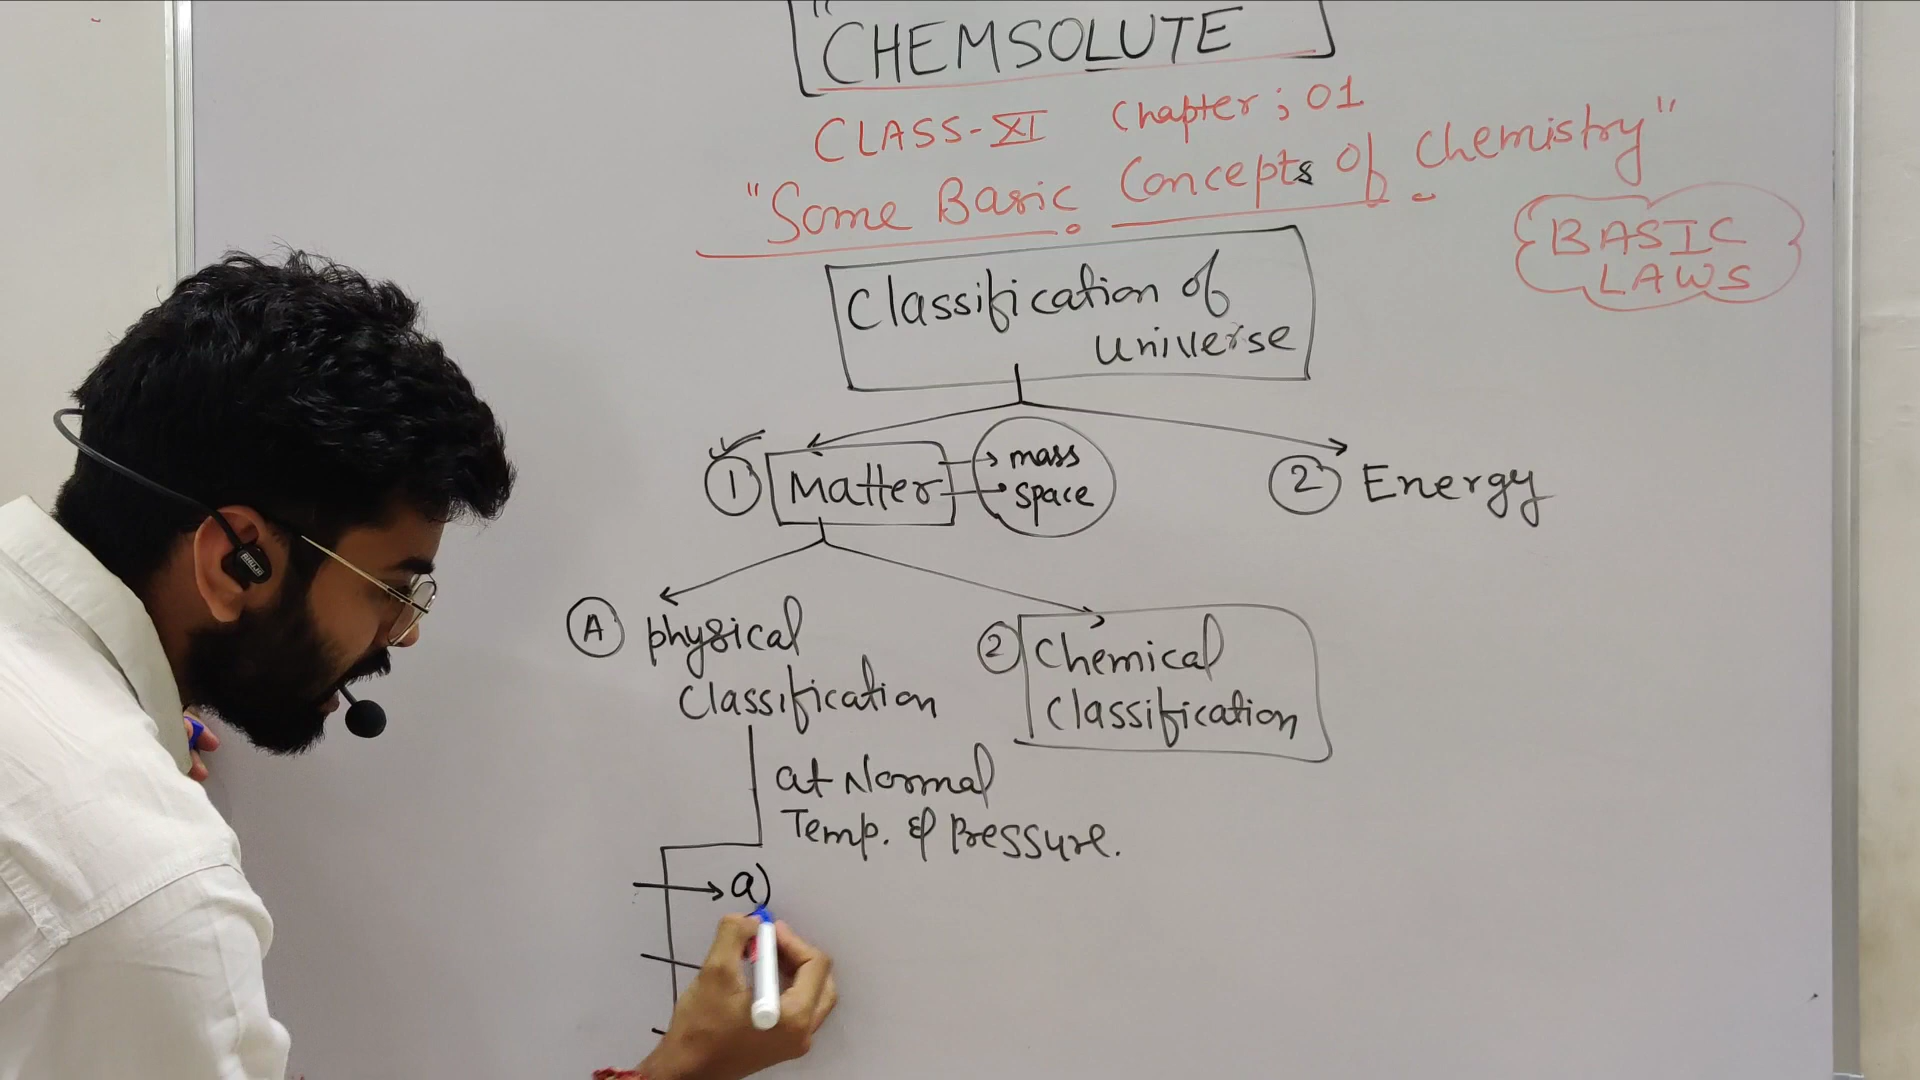 "CHEMSOLUTE
CLASS-XI Chapter; 01
"Some Basic Concepts Of Chemistry"
BASIC
LAWS
Classification of
universe
1 Matter
mass
space
2 Energy
A physical
Classification
2 Chemical
Classification
at Normal
Temp. & Pressure.
a)